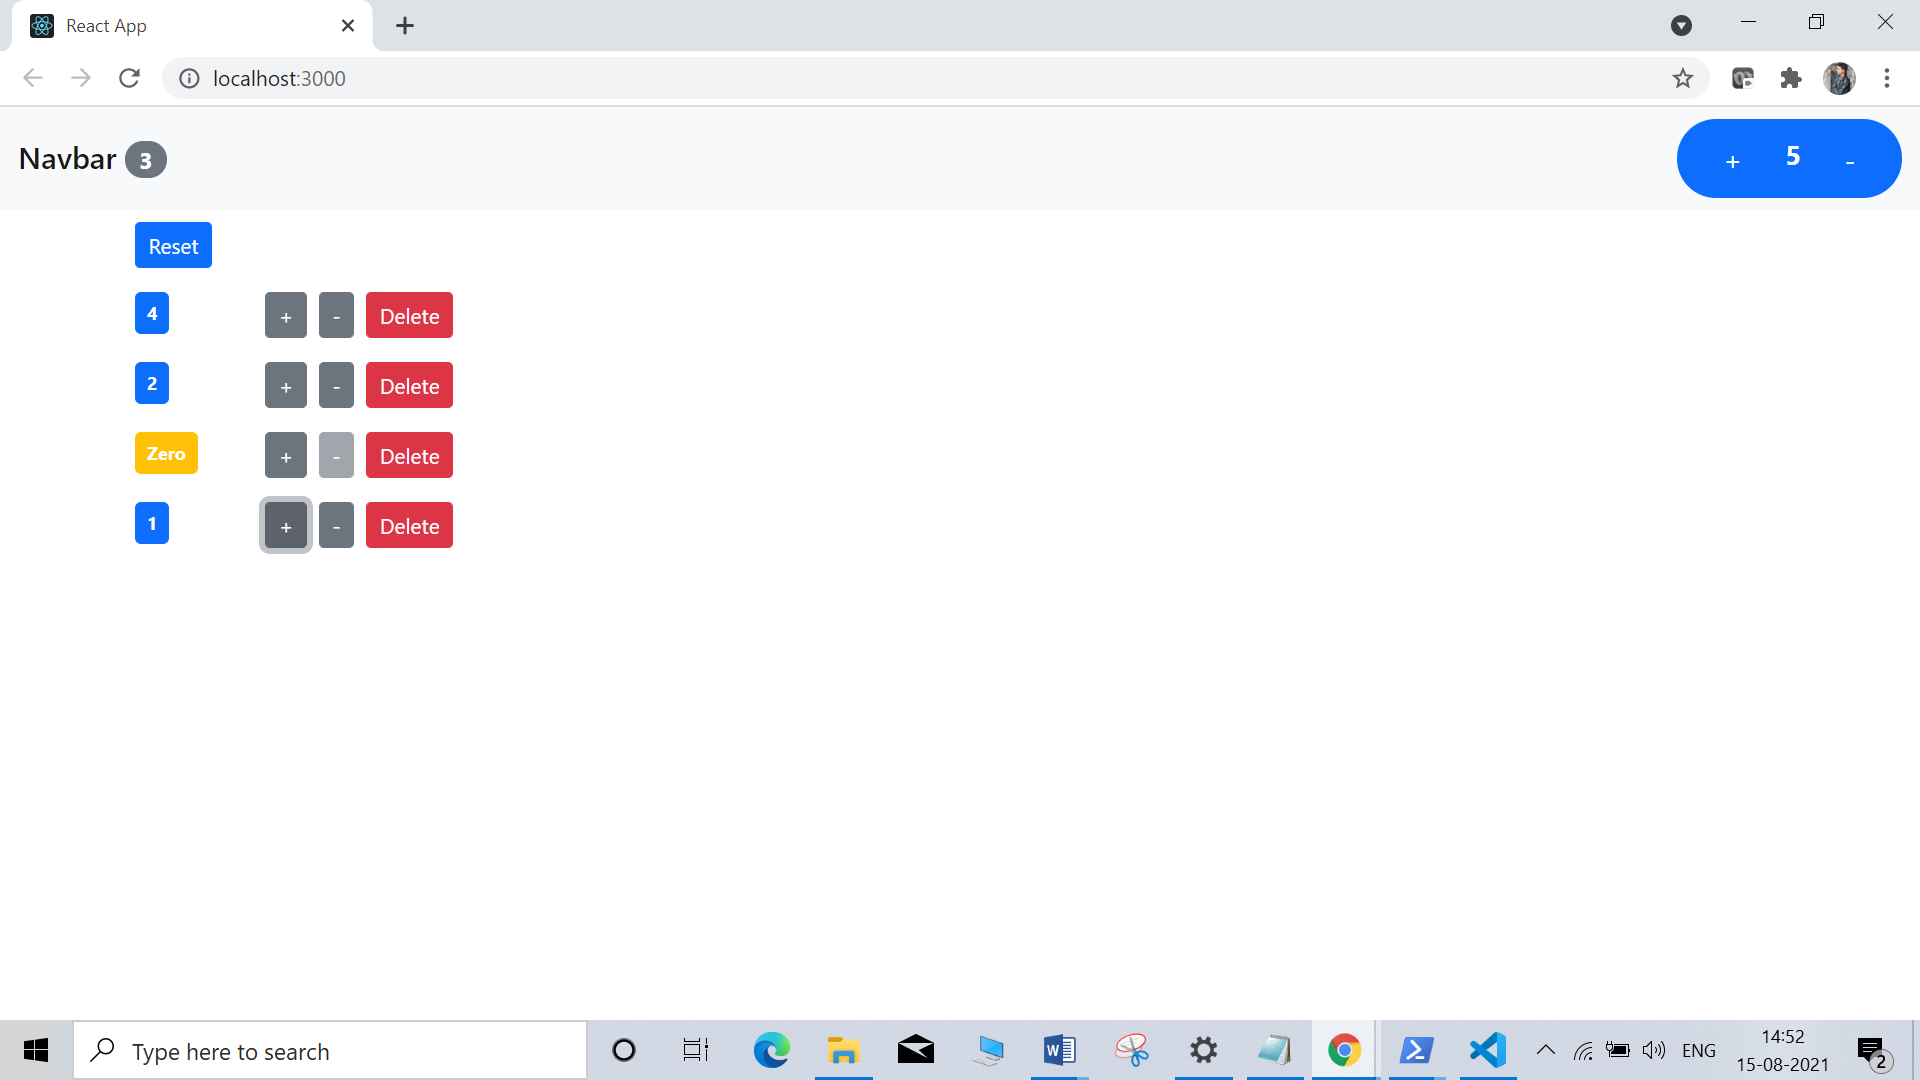 React App
localhost:3000
Navbar 3
+ 5 -
Reset
4 + - Delete
2 + - Delete
Zero + - Delete
1 + - Delete
Type here to search
ENG
14:52
15-08-2021
2